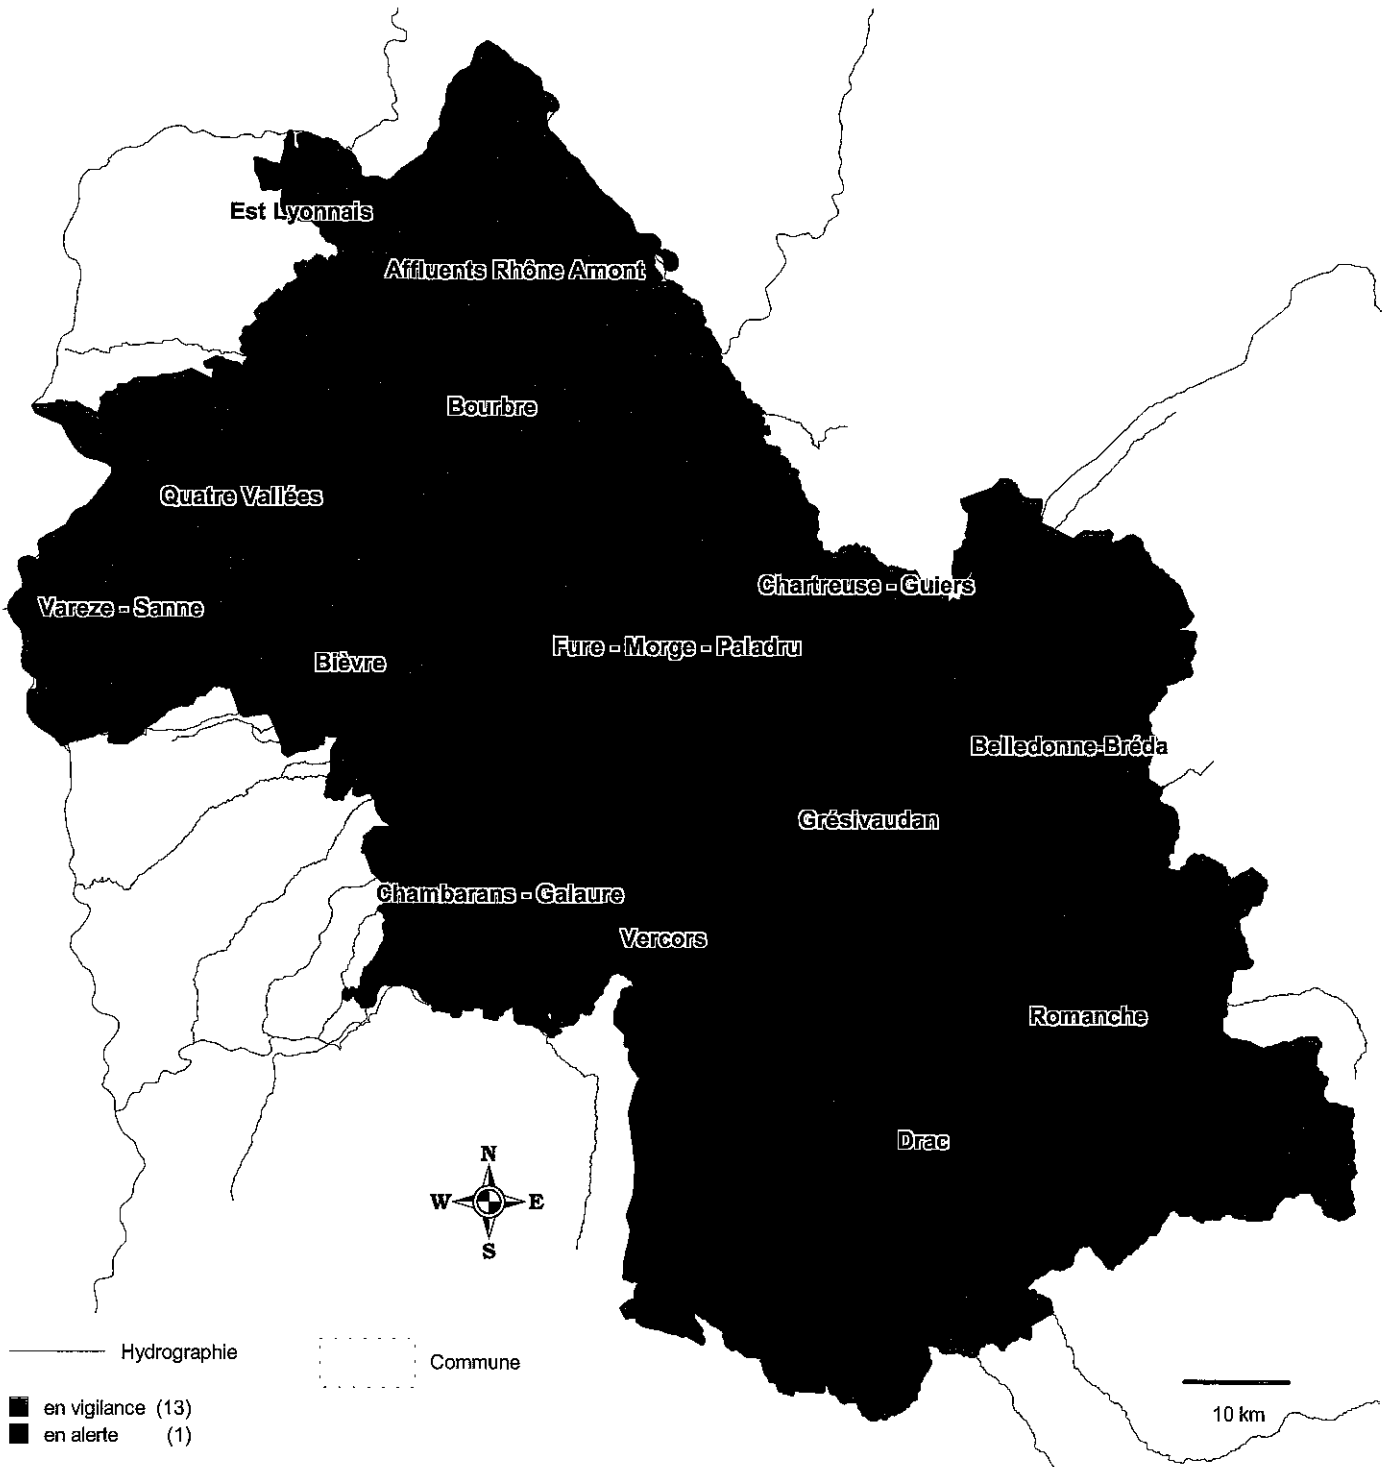 Est Lyonnais
Affluents Rhône Amont
Bourbre
Quatre Vallées
Chartreuse - Guiers
Vareze - Sanne
Fure - Morge - Paladru
Bièvre
Belledonne-Bréda
Grésivaudan
Chambarans - Galaure
Vercors
Romanche
Drac
N
W E
S
Hydrographie
Commune
en vigilance (13)
en alerte (1)
10 km